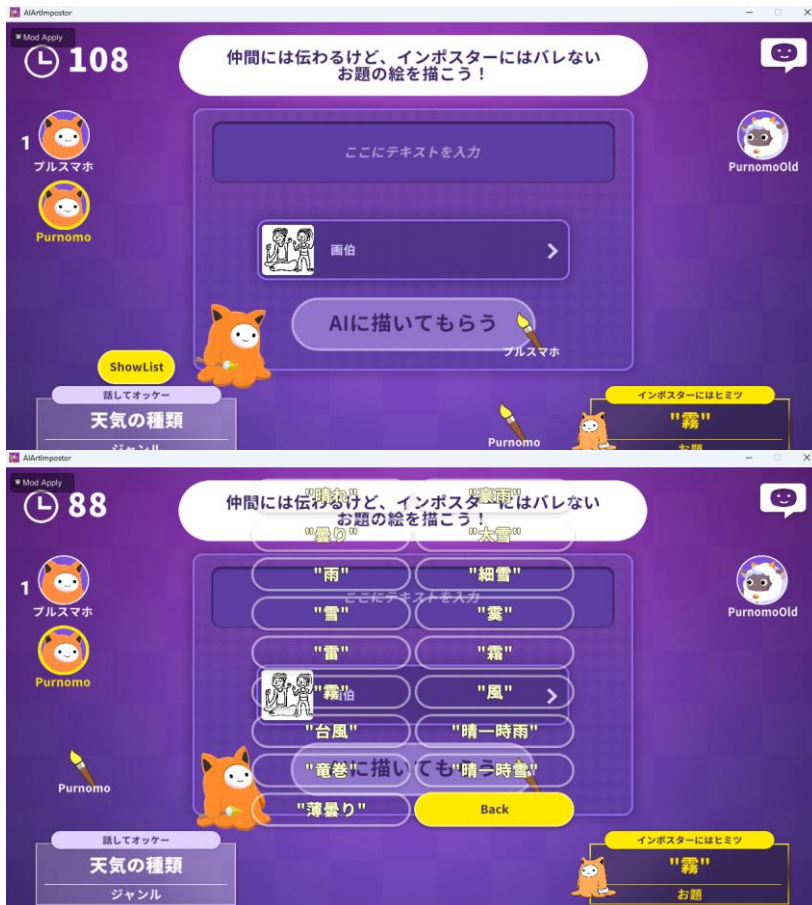 AIArtImpostor
Mod Apply
108
仲間には伝わるけど、インポスターにはバレない
お題の絵を描こう！
1
プルスマホ
Purnomo
PurnomoOld
ここにテキストを入力
画伯
AIに描いてもらう
プルスマホ
ShowList
話してオッケー
天気の種類
ジャンル
Purnomo
インポスターにはヒミツ
"霧"
お題
AIArtImpostor
Mod Apply
88
仲間には伝わるけど、インポスターにはバレない
お題の絵を描こう！
1
プルスマホ
Purnomo
PurnomoOld
ここにテキストを入力
画伯
AIに描いてもらう
"晴れ"
"豪雨"
"曇り"
"大雪"
"雨"
"細雪"
"雪"
"雷"
"霜"
"霧"
"風"
"台風"
"晴一時雨"
"竜巻"
"晴一時雪"
"薄曇り"
Back
Purnomo
話してオッケー
天気の種類
ジャンル
インポスターにはヒミツ
"霧"
お題